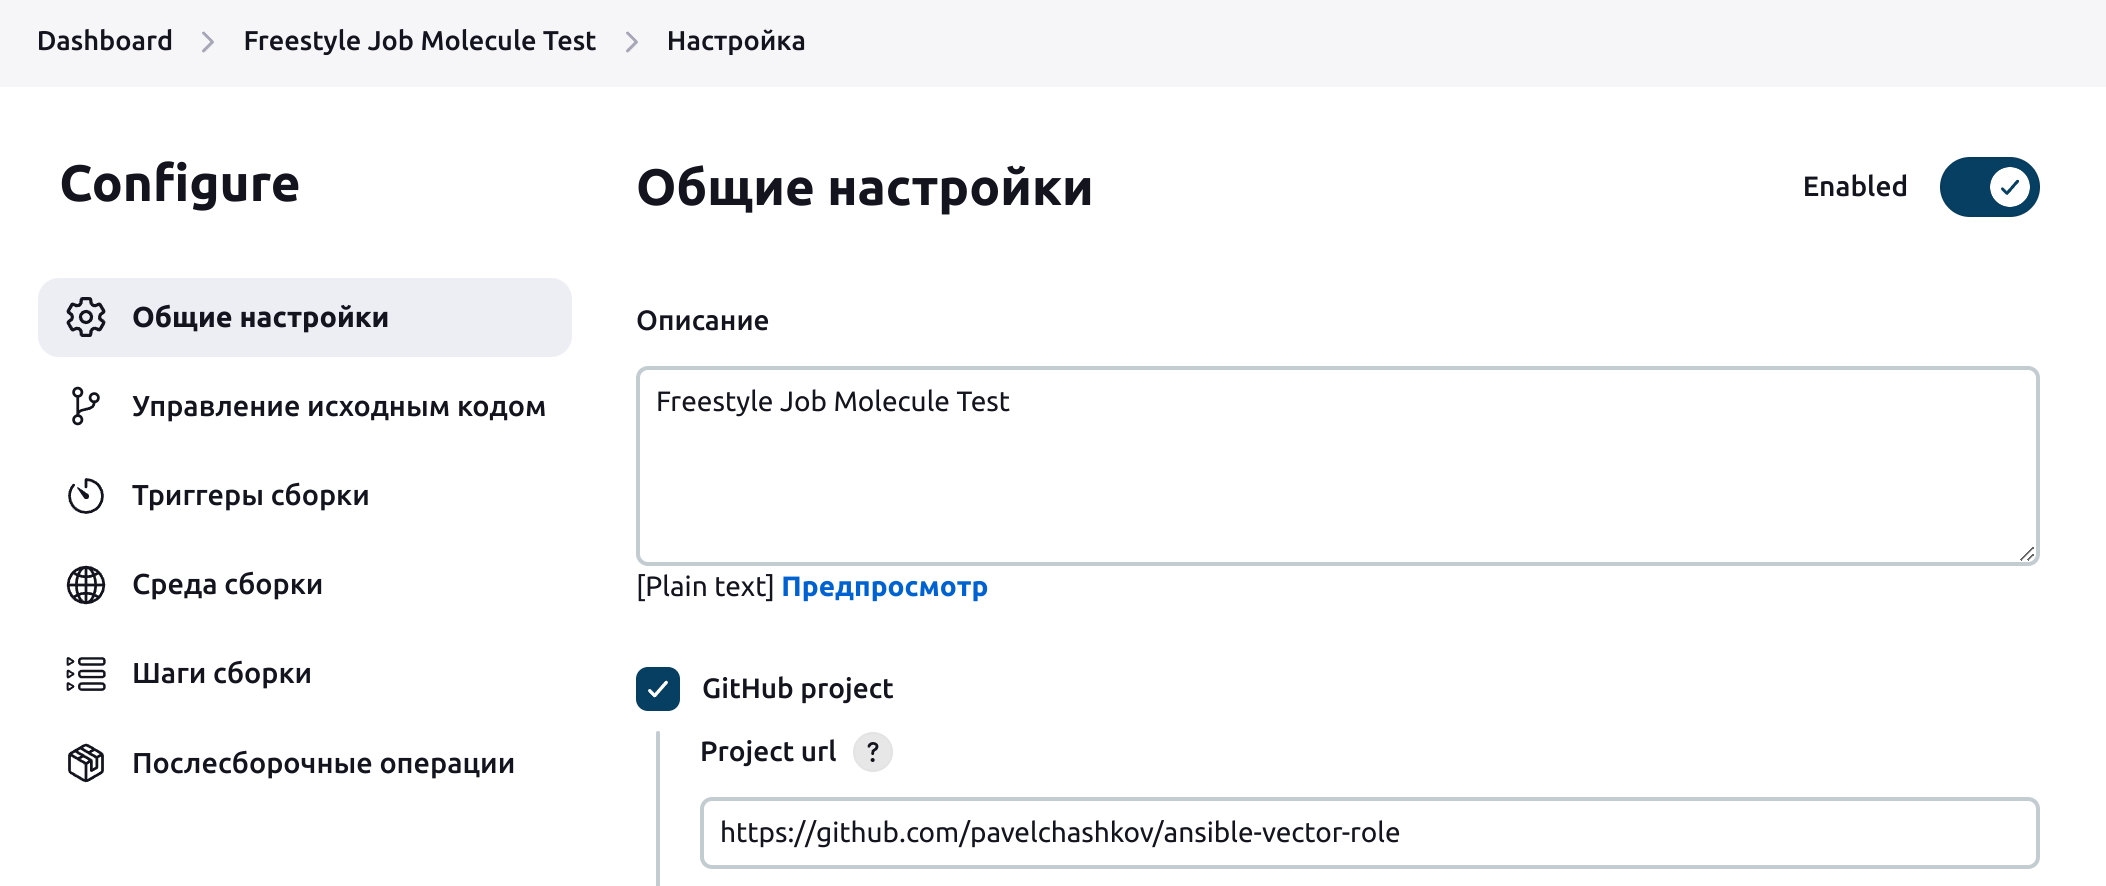 Dashboard > Freestyle Job Molecule Test > Настройка
Configure
Общие настройки
Управление исходным кодом
Триггеры сборки
Среда сборки
Шаги сборки
Послесборочные операции
Общие настройки
Enabled
Описание
Freestyle Job Molecule Test
[Plain text] Предпросмотр
GitHub project
Project url ?
https://github.com/pavelchashkov/ansible-vector-role